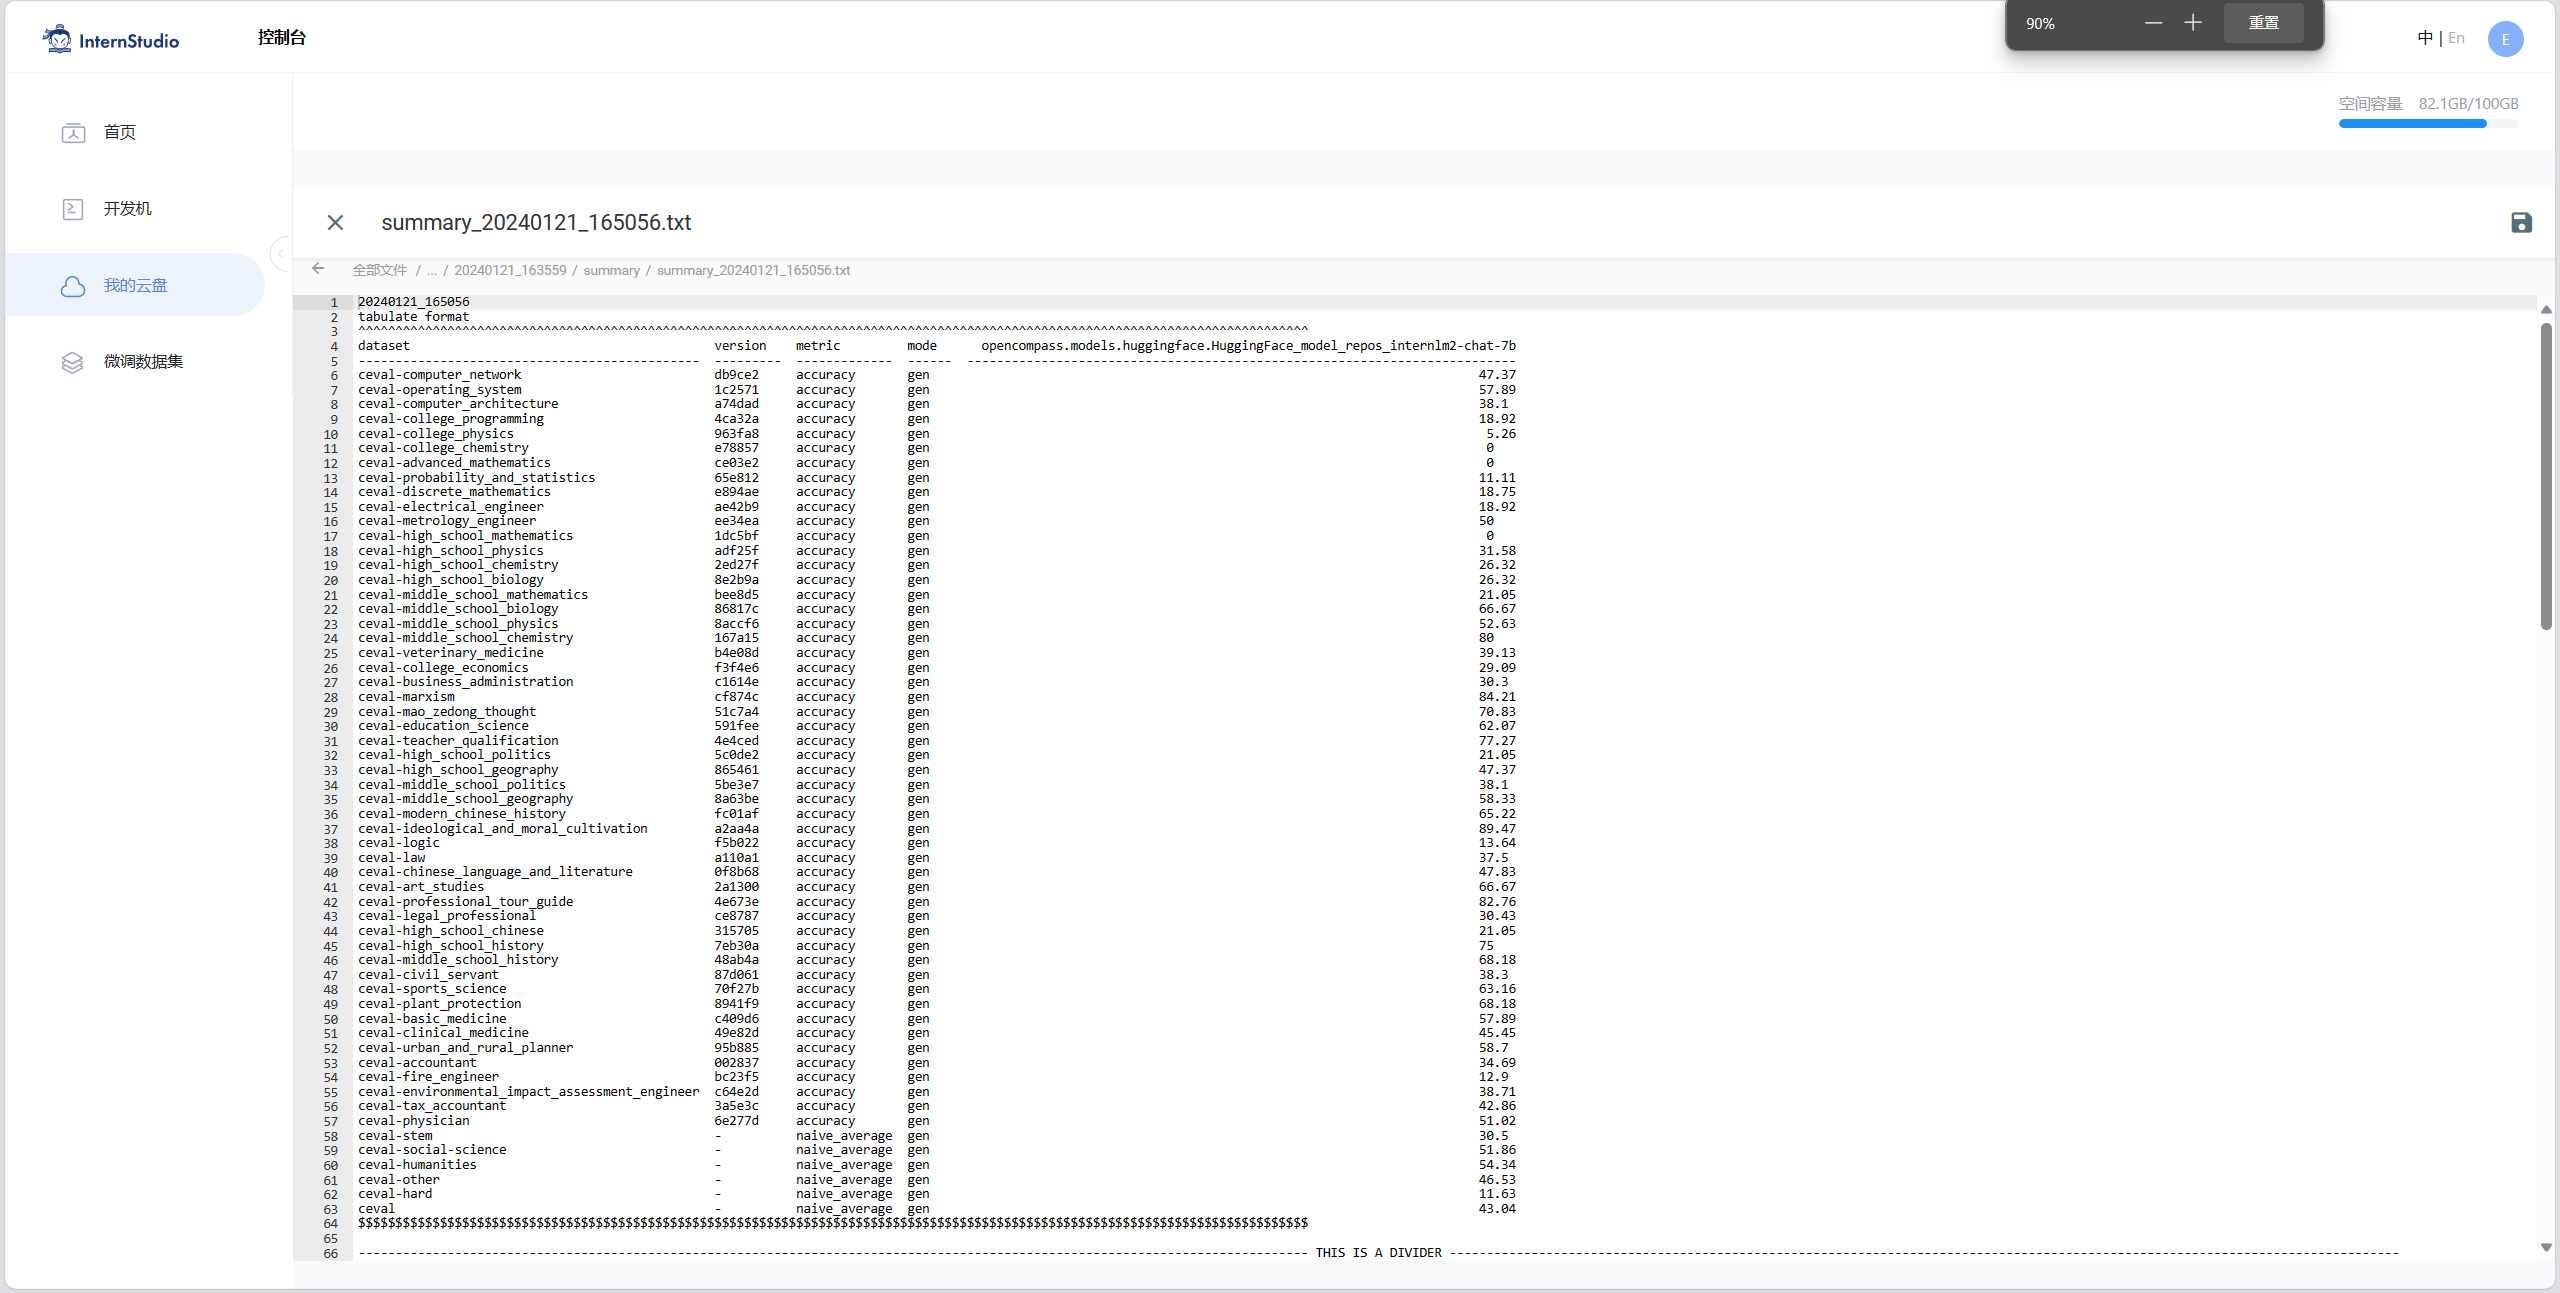 InternStudio
控制台
90%
重置
中 | En
E
空间容量 82.1GB/100GB
首页
开发机
我的云盘
微调数据集
summary_20240121_165056.txt
全部文件 / ... / 20240121_163559 / summary / summary_20240121_165056.txt
1 20240121_165056
2 tabulate format
3 ^^^^^^^^^^^^^^^^^^^^^^^^^^^^^^^^^^^^^^^^^^^^^^^^^^^^^^^^^^^^^^^^^^^^^^^^^^^^^^^^^^^^^^^^^^^^^^^^^^^^^^^^^^^^^^^^^^^^^^^^^^^^^^^^
4 dataset version metric mode opencompass.models.huggingface.HuggingFace_model_repos_internlm2-chat-7b
5 ---------------------------------------------- --------- ------------- ------ --------------------------------------------------------------------------
6 ceval-computer_network db9ce2 accuracy gen 47.37
7 ceval-operating_system 1c2571 accuracy gen 57.89
8 ceval-computer_architecture a74dad accuracy gen 38.1
9 ceval-college_programming 4ca32a accuracy gen 18.92
10 ceval-college_physics 963fa8 accuracy gen 5.26
11 ceval-college_chemistry e78857 accuracy gen 0
12 ceval-advanced_mathematics ce03e2 accuracy gen 0
13 ceval-probability_and_statistics 65e812 accuracy gen 11.11
14 ceval-discrete_mathematics e894ae accuracy gen 18.75
15 ceval-electrical_engineer ae42b9 accuracy gen 18.92
16 ceval-metrology_engineer ee34ea accuracy gen 50
17 ceval-high_school_mathematics 1dc5bf accuracy gen 0
18 ceval-high_school_physics adf25f accuracy gen 31.58
19 ceval-high_school_chemistry 2ed27f accuracy gen 26.32
20 ceval-high_school_biology 8e2b9a accuracy gen 26.32
21 ceval-middle_school_mathematics bee8d5 accuracy gen 21.05
22 ceval-middle_school_biology 86817c accuracy gen 66.67
23 ceval-middle_school_physics 8accf6 accuracy gen 52.63
24 ceval-middle_school_chemistry 167a15 accuracy gen 80
25 ceval-veterinary_medicine b4e08d accuracy gen 39.13
26 ceval-college_economics f3f4e6 accuracy gen 29.09
27 ceval-business_administration c1614e accuracy gen 30.3
28 ceval-marxism cf874c accuracy gen 84.21
29 ceval-mao_zedong_thought 51c7a4 accuracy gen 70.83
30 ceval-education_science 591fee accuracy gen 62.07
31 ceval-teacher_qualification 4e4ced accuracy gen 77.27
32 ceval-high_school_politics 5c0de2 accuracy gen 21.05
33 ceval-high_school_geography 865461 accuracy gen 47.37
34 ceval-middle_school_politics 5be3e7 accuracy gen 38.1
35 ceval-middle_school_geography 8a63be accuracy gen 58.33
36 ceval-modern_chinese_history fc01af accuracy gen 65.22
37 ceval-ideological_and_moral_cultivation a2aa4a accuracy gen 89.47
38 ceval-logic f5b022 accuracy gen 13.64
39 ceval-law a110a1 accuracy gen 37.5
40 ceval-chinese_language_and_literature 0f8b68 accuracy gen 47.83
41 ceval-art_studies 2a1300 accuracy gen 66.67
42 ceval-professional_tour_guide 4e673e accuracy gen 82.76
43 ceval-legal_professional ce8787 accuracy gen 30.43
44 ceval-high_school_chinese 315705 accuracy gen 21.05
45 ceval-high_school_history 7eb30a accuracy gen 75
46 ceval-middle_school_history 48ab4a accuracy gen 68.18
47 ceval-civil_servant 87d061 accuracy gen 38.3
48 ceval-sports_science 70f27b accuracy gen 63.16
49 ceval-plant_protection 8941f9 accuracy gen 68.18
50 ceval-basic_medicine c409d6 accuracy gen 57.89
51 ceval-clinical_medicine 49e82d accuracy gen 45.45
52 ceval-urban_and_rural_planner 95b885 accuracy gen 58.7
53 ceval-accountant 002837 accuracy gen 34.69
54 ceval-fire_engineer bc23f5 accuracy gen 12.9
55 ceval-environmental_impact_assessment_engineer c64e2d accuracy gen 38.71
56 ceval-tax_accountant 3a5e3c accuracy gen 42.86
57 ceval-physician 6e277d accuracy gen 51.02
58 ceval-stem - naive_average gen 30.5
59 ceval-social-science - naive_average gen 51.86
60 ceval-humanities - naive_average gen 54.34
61 ceval-other - naive_average gen 46.53
62 ceval-hard - naive_average gen 11.63
63 ceval - naive_average gen 43.04
64 $$$$$$$$$$$$$$$$$$$$$$$$$$$$$$$$$$$$$$$$$$$$$$$$$$$$$$$$$$$$$$$$$$$$$$$$$$$$$$$$$$$$$$$$$$$$$$$$$$$$$$$$$$$$$$$$$$$$$$$$$$$$$$$$
65
66 -------------------------------------------------------------------------------------------------------------------------------- THIS IS A DIVIDER --------------------------------------------------------------------------------------------------------------------------------